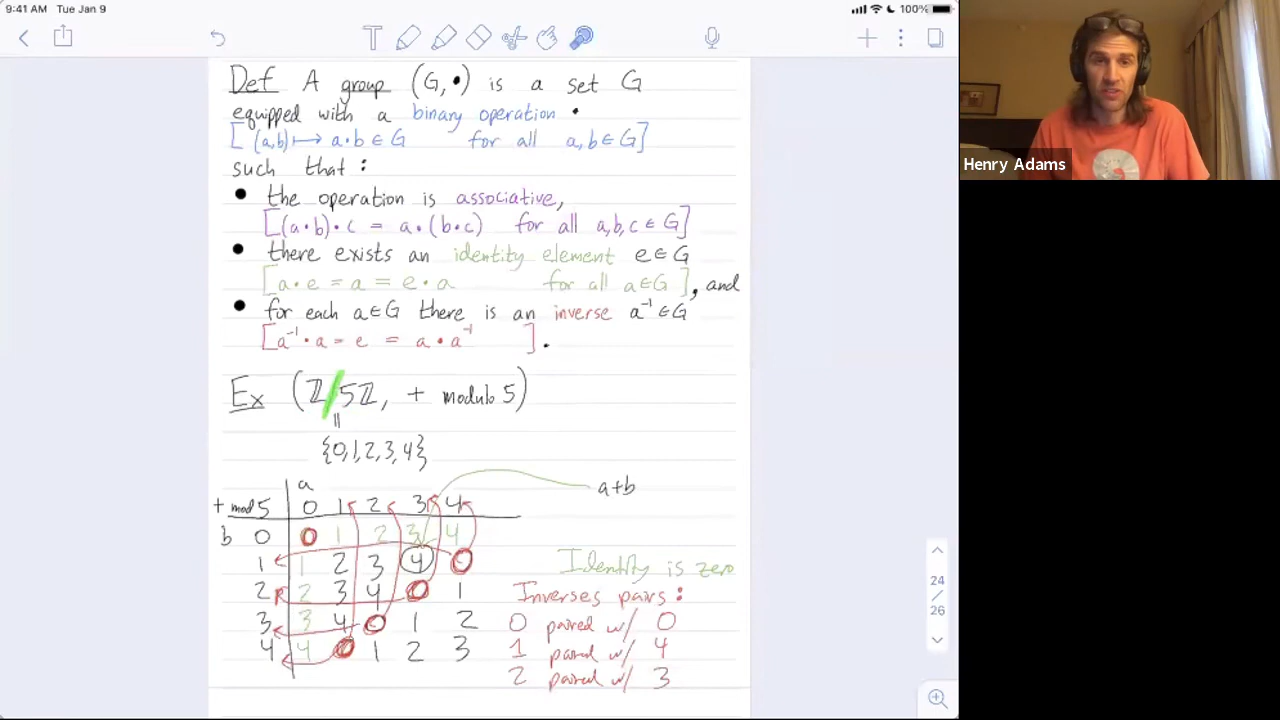 9:41 AM Tue Jan 9
100%
Def A group (G, •) is a set G
equipped with a binary operation •
[ (a,b) ↦ a•b ∈ G for all a,b ∈ G]
such that :
• the operation is associative,
[(a•b)•c = a•(b•c) for all a,b,c ∈ G]
• there exists an identity element e ∈ G
[a•e = a = e•a for all a ∈ G], and
• for each a ∈ G there is an inverse a⁻¹ ∈ G
[a⁻¹•a = e = a•a⁻¹ ].
Ex (ℤ/5ℤ, + modulo 5)
=
{0,1,2,3,4}
a
a+b
+ mod 5 0 1 2 3 4
b 0 0 1 2 3 4
1 1 2 3 4 0
2 2 3 4 0 1
3 3 4 0 1 2
4 4 0 1 2 3
Identity is zero
Inverses pairs :
0 paired w/ 0
1 paired w/ 4
2 paired w/ 3
24
/
26
Henry Adams